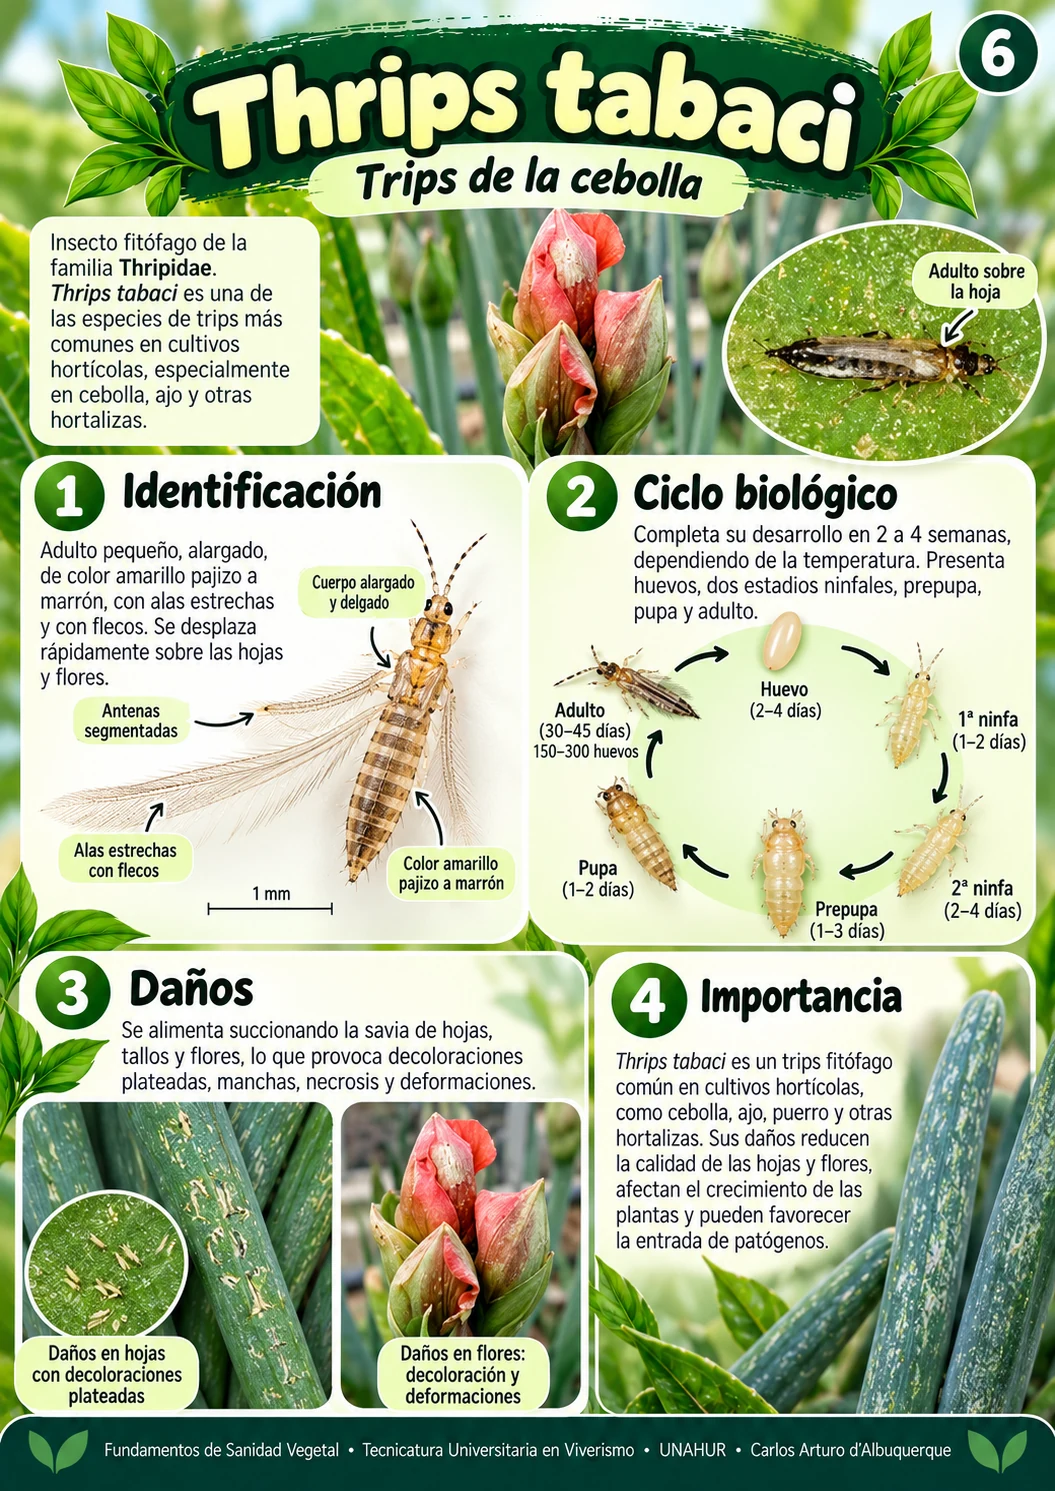 6
Thrips tabaci
Trips de la cebolla
Insecto fitófago de la
familia Thripidae.
Thrips tabaci es una de
las especies de trips más
comunes en cultivos
hortícolas, especialmente
en cebolla, ajo y otras
hortalizas.
Adulto sobre
la hoja
1 Identificación
Adulto pequeño, alargado,
de color amarillo pajizo a
marrón, con alas estrechas
y con flecos. Se desplaza
rápidamente sobre las hojas
y flores.
Cuerpo alargado
y delgado
Antenas
segmentadas
Alas estrechas
con flecos
Color amarillo
pajizo a marrón
1 mm
2 Ciclo biológico
Completa su desarrollo en 2 a 4 semanas,
dependiendo de la temperatura. Presenta
huevos, dos estadios ninfales, prepupa,
pupa y adulto.
Huevo
(2–4 días)
1ª ninfa
(1–2 días)
2ª ninfa
(2–4 días)
Prepupa
(1–3 días)
Pupa
(1–2 días)
Adulto
(30–45 días)
150–300 huevos
3 Daños
Se alimenta succionando la savia de hojas,
tallos y flores, lo que provoca decoloraciones
plateadas, manchas, necrosis y deformaciones.
Daños en hojas
con decoloraciones
plateadas
Daños en flores:
decoloración y
deformaciones
4 Importancia
Thrips tabaci es un trips fitófago
común en cultivos hortícolas,
como cebolla, ajo, puerro y otras
hortalizas. Sus daños reducen
la calidad de las hojas y flores,
afectan el crecimiento de las
plantas y pueden favorecer
la entrada de patógenos.
Fundamentos de Sanidad Vegetal • Tecnicatura Universitaria en Viverismo • UNAHUR • Carlos Arturo d’Albuquerque